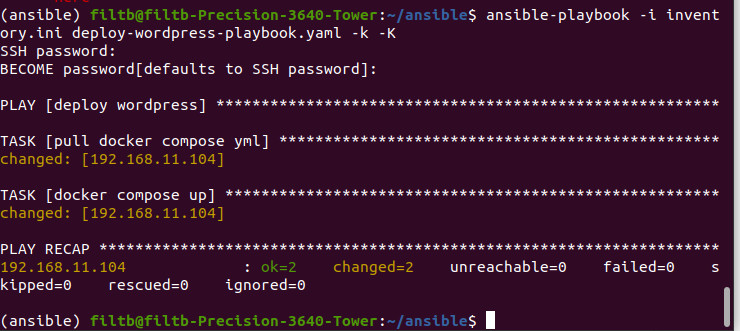 (ansible) filtb@filtb-Precision-3640-Tower:~/ansible$ ansible-playbook -i invent
ory.ini deploy-wordpress-playbook.yaml -k -K
SSH password:
BECOME password[defaults to SSH password]:
PLAY [deploy wordpress] ********************************************************
TASK [pull docker compose yml] *************************************************
changed: [192.168.11.104]
TASK [docker compose up] *******************************************************
changed: [192.168.11.104]
PLAY RECAP *********************************************************************
192.168.11.104             : ok=2    changed=2    unreachable=0    failed=0    s
kipped=0    rescued=0    ignored=0
(ansible) filtb@filtb-Precision-3640-Tower:~/ansible$